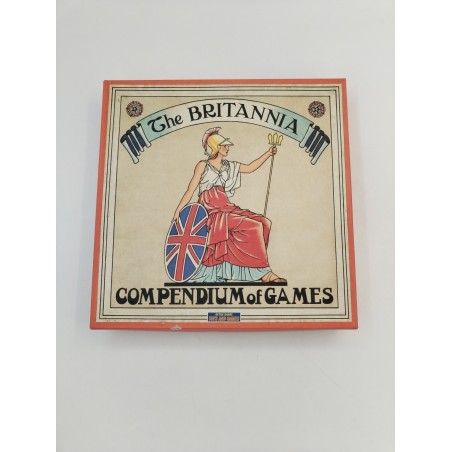 The BRITANNIA
COMPENDIUM of GAMES